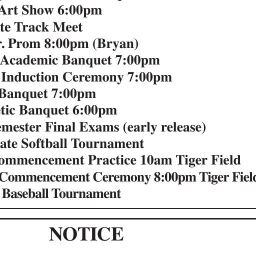 Art Show 6:00pm
te Track Meet
r. Prom 8:00pm (Bryan)
Academic Banquet 7:00pm
Induction Ceremony 7:00pm
Banquet 7:00pm
etic Banquet 6:00pm
emester Final Exams (early release)
ate Softball Tournament
ommencement Practice 10am Tiger Field
Commencement Ceremony 8:00pm Tiger Field
Baseball Tournament
NOTICE